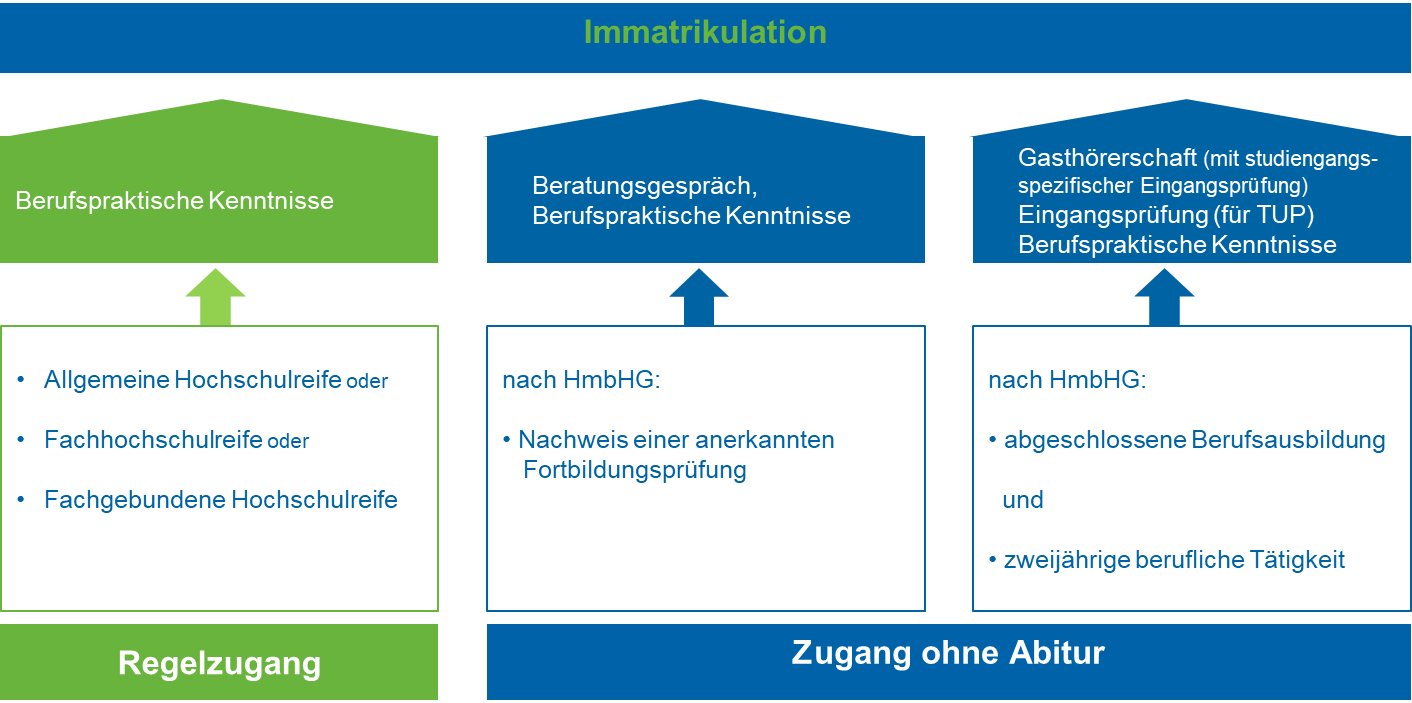 Immatrikulation
Berufspraktische Kenntnisse
Beratungsgespräch,
Berufspraktische Kenntnisse
Gasthörerschaft (mit studiengangs-
spezifischer Eingangsprüfung)
Eingangsprüfung (für TUP)
Berufspraktische Kenntnisse
• Allgemeine Hochschulreife oder
• Fachhochschulreife oder
• Fachgebundene Hochschulreife
nach HmbHG:
• Nachweis einer anerkannten
Fortbildungsprüfung
nach HmbHG:
• abgeschlossene Berufsausbildung
und
• zweijährige berufliche Tätigkeit
Regelzugang
Zugang ohne Abitur